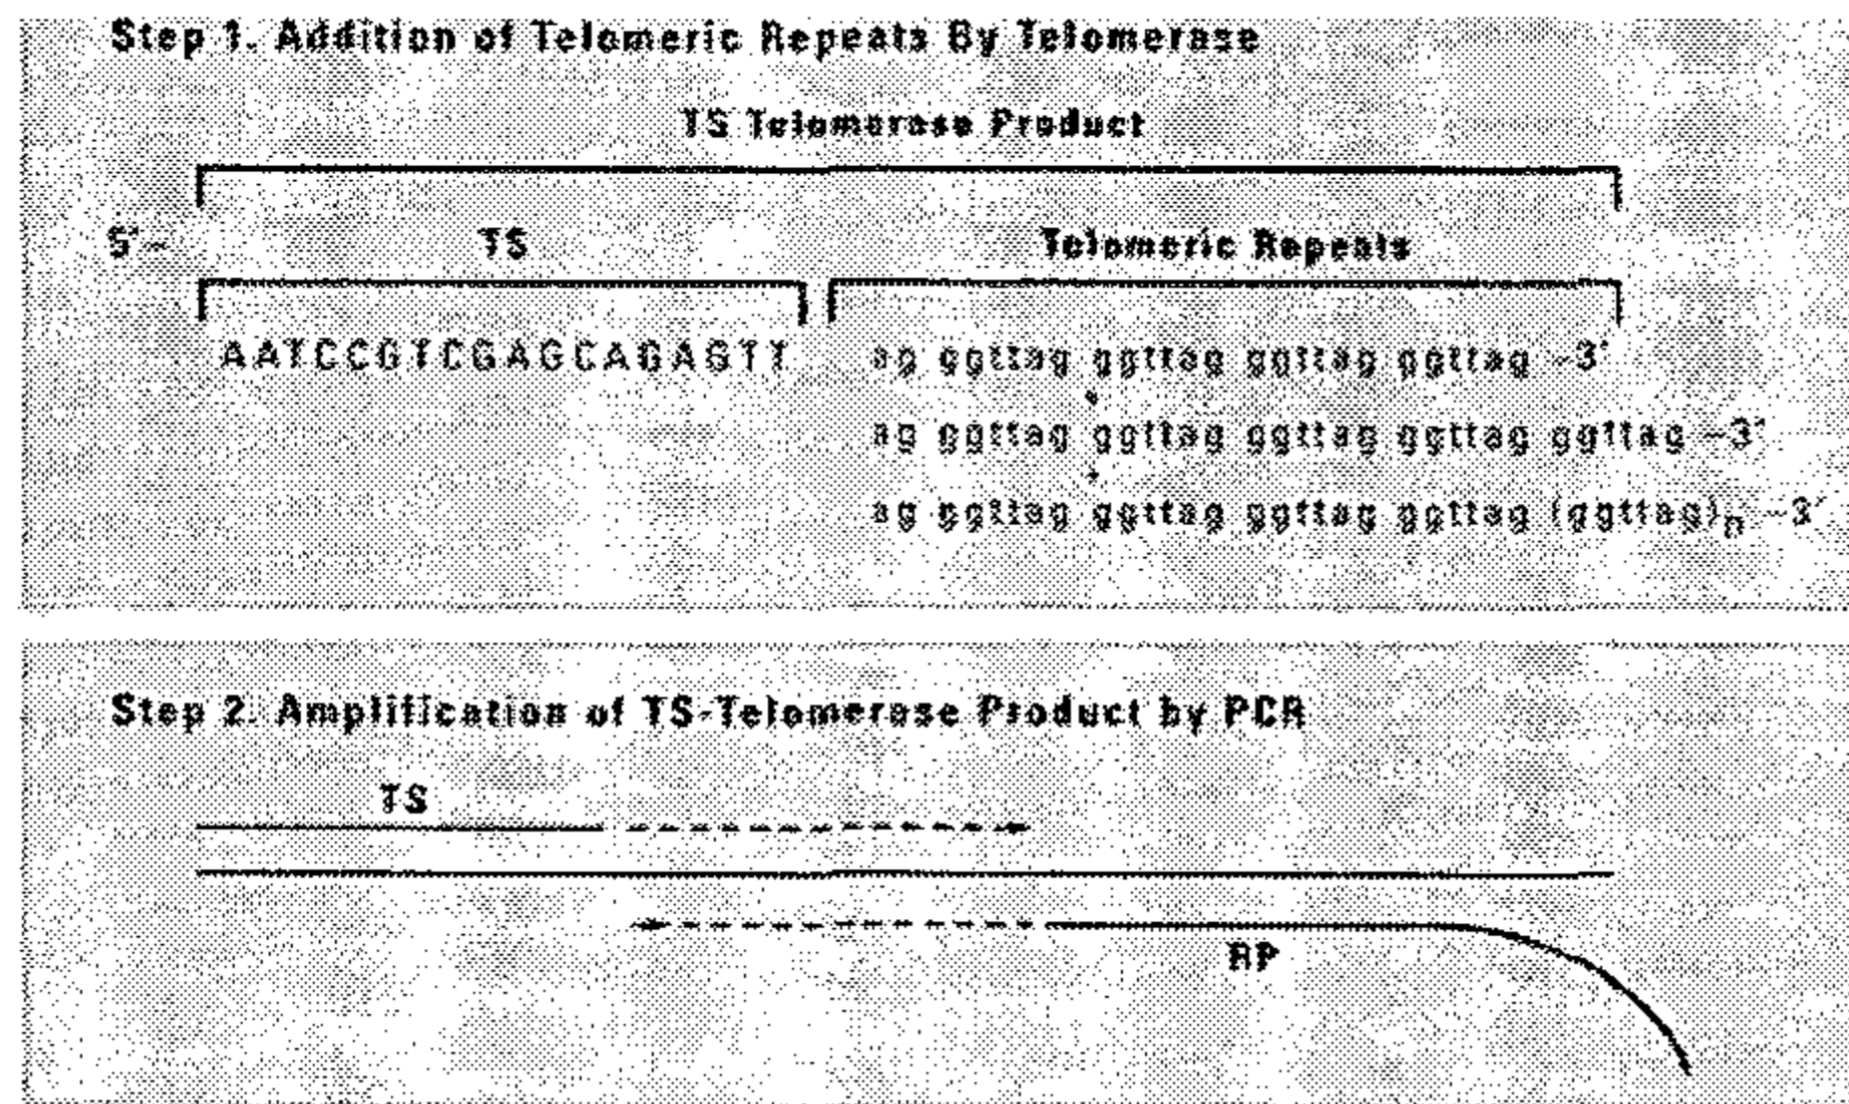 Step 1. Addition of Telomeric Repeats By Telomerase
TS Telomerase Product
5'- TS Telomeric Repeats
AATCCGTCGAGCAGAGTT ag ggttag ggttag ggttag ggttag -3'
ag ggttag ggttag ggttag ggttag ggttag -3'
ag ggttag ggttag ggttag ggttag (ggttag)n -3'
Step 2. Amplification of TS-Telomerase Product by PCR
TS
RP